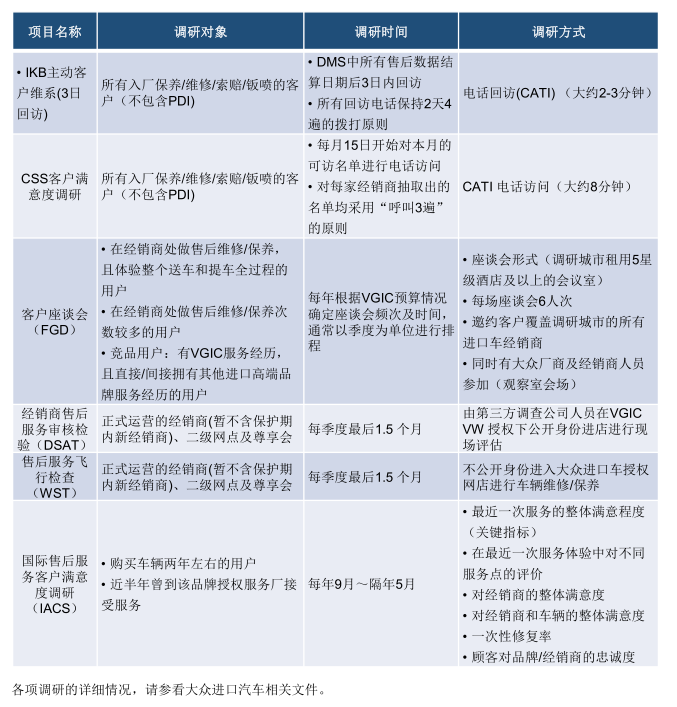 项目名称
调研对象
调研时间
调研方式
• IKB主动客
户维系(3日
回访)
所有入厂保养/维修/索赔/钣喷的客
户（不包含PDI)
• DMS中所有售后数据结
算日期后3日内回访
• 所有回访电话保持2天4
遍的拨打原则
电话回访(CATI) （大约2-3分钟）
CSS客户满
意度调研
所有入厂保养/维修/索赔/钣喷的客
户（不包含PDI)
• 每月15日开始对本月的
可访名单进行电话访问
• 对每家经销商抽取出的
名单均采用“呼叫3遍”
的原则
CATI 电话访问（大约8分钟）
客户座谈会
（FGD）
• 在经销商处做售后维修/保养，
且体验整个送车和提车全过程的
用户
• 在经销商处做售后维修/保养次
数较多的用户
• 竞品用户：有VGIC服务经历，
且直接/间接拥有其他进口高端品
牌服务经历的用户
每年根据VGIC预算情况
确定座谈会频次及时间，
通常以季度为单位进行排
程
• 座谈会形式（调研城市租用5星
级酒店及以上的会议室）
• 每场座谈会6人次
• 邀约客户覆盖调研城市的所有
进口车经销商
• 同时有大众厂商及经销商人员
参加（观察室会场）
经销商售后
服务审核检
验（DSAT）
正式运营的经销商(暂不含保护期
内新经销商)、二级网点及尊享会
每季度最后1.5 个月
由第三方调查公司人员在VGIC
VW 授权下公开身份进店进行现
场评估
售后服务飞
行检查
（WST）
正式运营的经销商(暂不含保护期
内新经销商)、二级网点及尊享会
每季度最后1.5 个月
不公开身份进入大众进口车授权
网店进行车辆维修/保养
国际售后服
务客户满意
度调研
（IACS）
• 购买车辆两年左右的用户
• 近半年曾到该品牌授权服务厂接
受服务
每年9月～隔年5月
• 最近一次服务的整体满意程度
（关键指标）
• 在最近一次服务体验中对不同
服务点的评价
• 对经销商的整体满意度
• 对经销商和车辆的整体满意度
• 一次性修复率
• 顾客对品牌/经销商的忠诚度
各项调研的详细情况，请参看大众进口汽车相关文件。